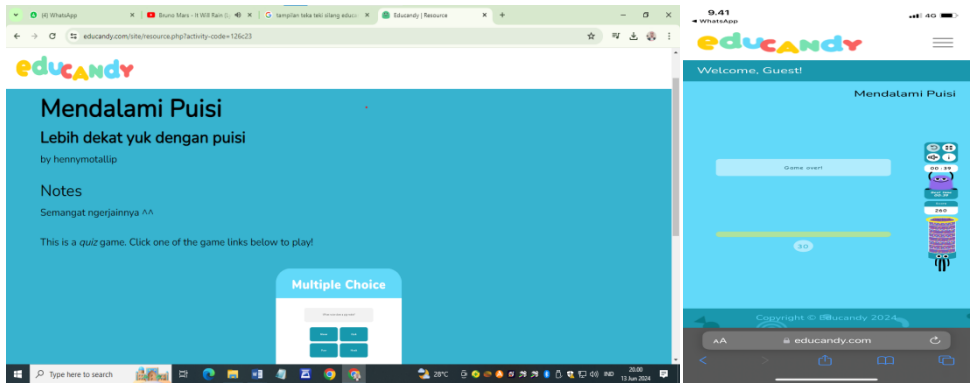 (4) WhatsApp
Bruno Mars - It Will Rain (
tampilan teka teki silang educa
Educandy | Resource
educandy.com/site/resource.php?activity-code=126c23
eduCANDY
Mendalami Puisi
Lebih dekat yuk dengan puisi
by hennymotallip
Notes
Semangat ngerjainnya ^^
This is a quiz game. Click one of the game links below to play!
Multiple Choice
Type here to search
28°C
IND
20.00
13 Jun 2024
9.41
WhatsApp
4G
eduCANDY
Welcome, Guest!
Mendalami Puisi
Game over!
00:39
260
30
Copyright © Educandy 2024
AA
educandy.com